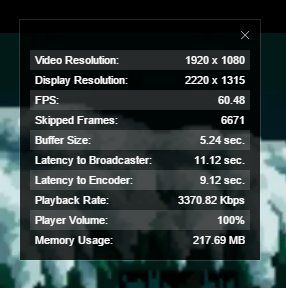 Video Resolution: 1920 x 1080
Display Resolution: 2220 x 1315
FPS: 60.48
Skipped Frames: 6671
Buffer Size: 5.24 sec.
Latency to Broadcaster: 11.12 sec.
Latency to Encoder: 9.12 sec.
Playback Rate: 3370.82 Kbps
Player Volume: 100%
Memory Usage: 217.69 MB